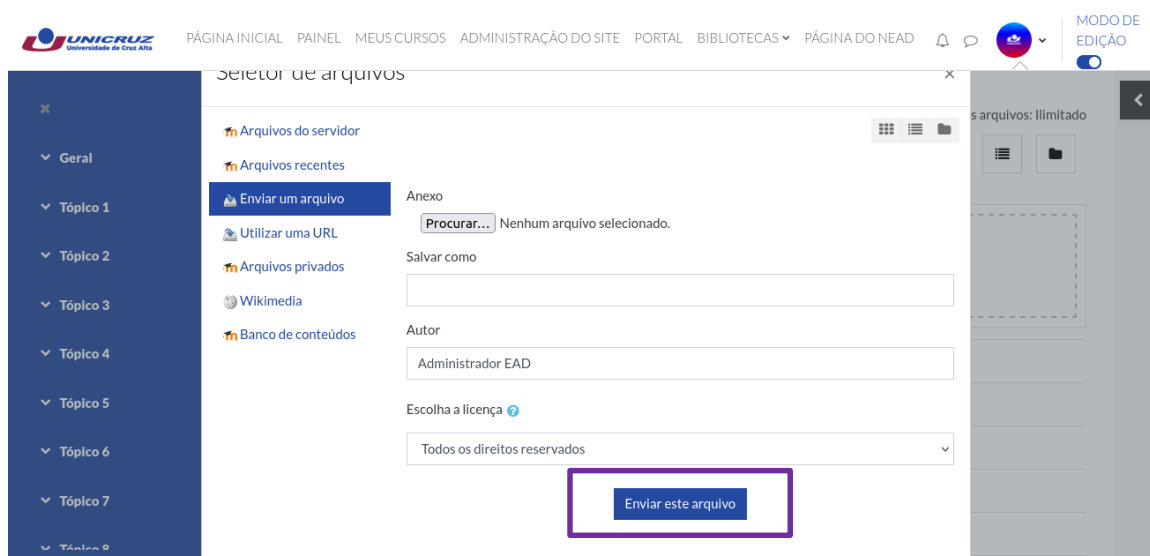 UNICRUZ
Universidade de Cruz Alta
PÁGINA INICIAL PAINEL MEUS CURSOS ADMINISTRAÇÃO DO SITE PORTAL BIBLIOTECAS PÁGINA DO NEAD
MODO DE
EDIÇÃO
Seletor de arquivos
×
s arquivos: Ilimitado
Geral
Tópico 1
Tópico 2
Tópico 3
Tópico 4
Tópico 5
Tópico 6
Tópico 7
Tópico 8
Arquivos do servidor
Arquivos recentes
Enviar um arquivo
Utilizar uma URL
Arquivos privados
Wikimedia
Banco de conteúdos
Anexo
Procurar... Nenhum arquivo selecionado.
Salvar como
Autor
Administrador EAD
Escolha a licença
Todos os direitos reservados
Enviar este arquivo